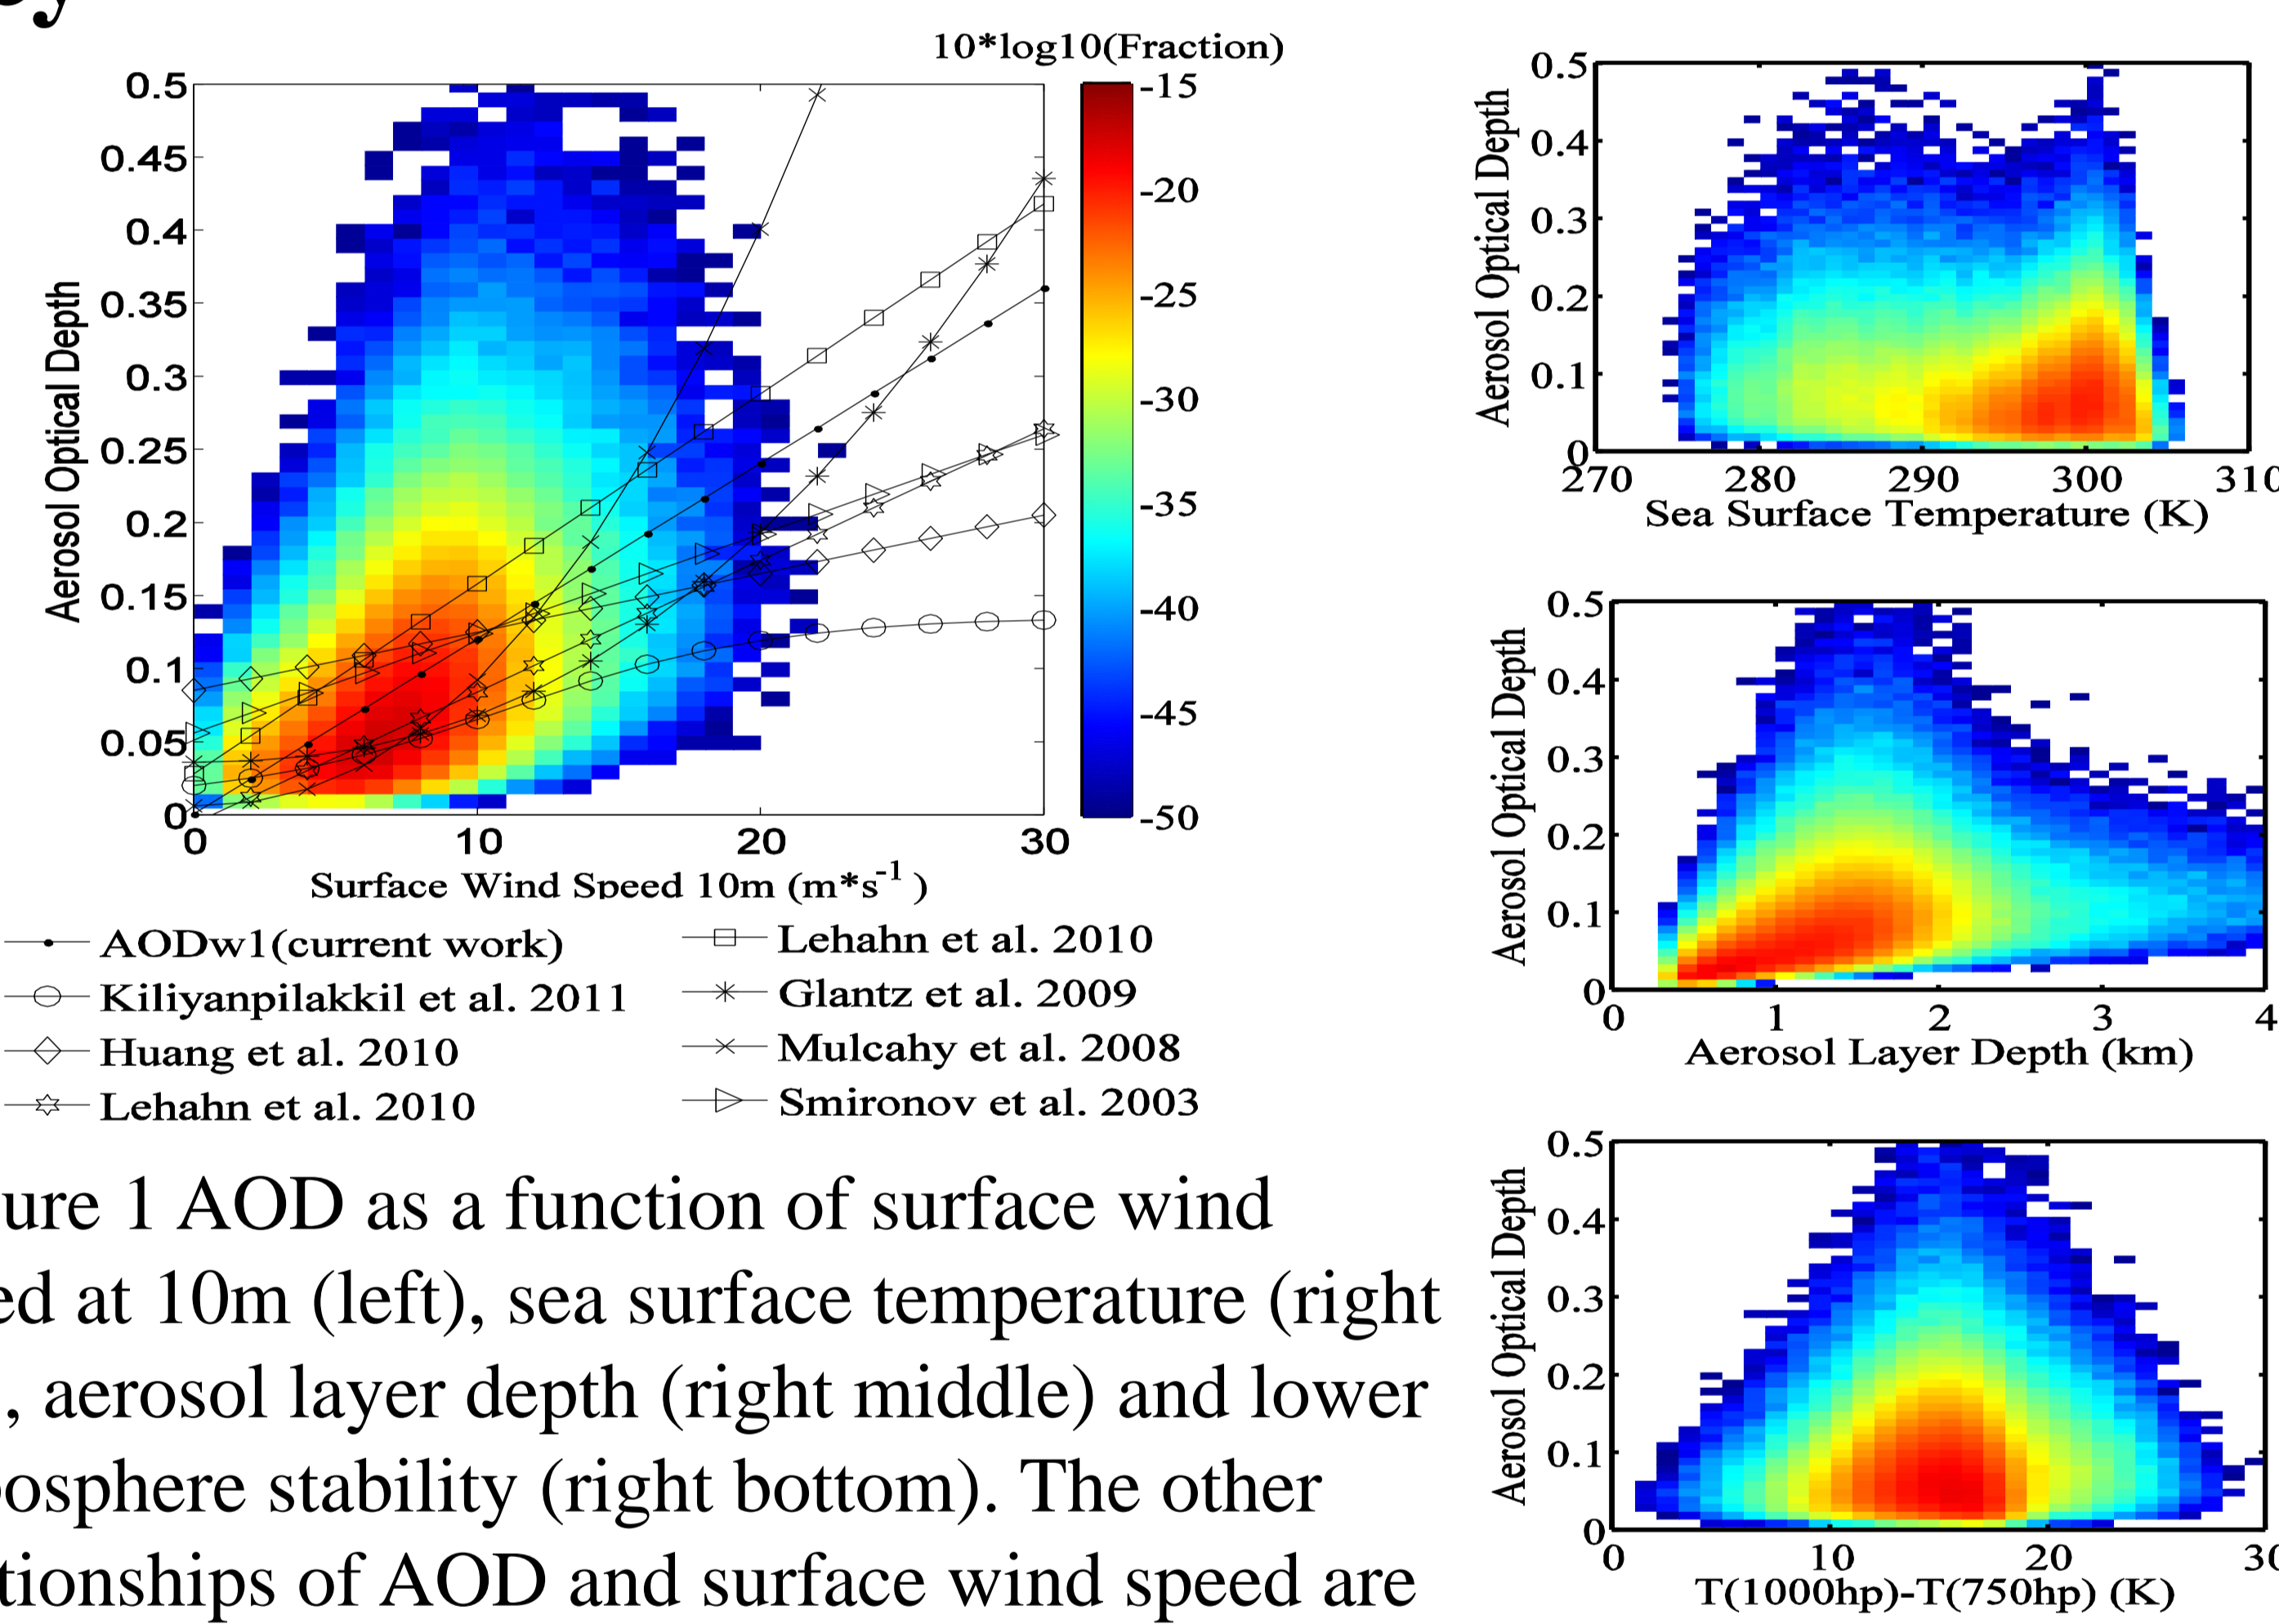 10*log10(Fraction)
0.5
0.45
0.4
0.35
0.3
0.25
0.2
0.15
0.1
0.05
0
Aerosol Optical Depth
0 10 20 30
Surface Wind Speed 10m (m*s-1 )
-15
-20
-25
-30
-35
-40
-45
-50
AODw1(current work)
Kiliyanpilakkil et al. 2011
Huang et al. 2010
Lehahn et al. 2010
Lehahn et al. 2010
Glantz et al. 2009
Mulcahy et al. 2008
Smironov et al. 2003
0.5
0.4
0.3
0.2
0.1
0
Aerosol Optical Depth
270 280 290 300 310
Sea Surface Temperature (K)
0.5
0.4
0.3
0.2
0.1
0
Aerosol Optical Depth
0 1 2 3 4
Aerosol Layer Depth (km)
0.5
0.4
0.3
0.2
0.1
0
Aerosol Optical Depth
0 10 20 30
T(1000hp)-T(750hp) (K)
ure 1 AOD as a function of surface wind
ed at 10m (left), sea surface temperature (right
, aerosol layer depth (right middle) and lower
osphere stability (right bottom). The other
tionships of AOD and surface wind speed are